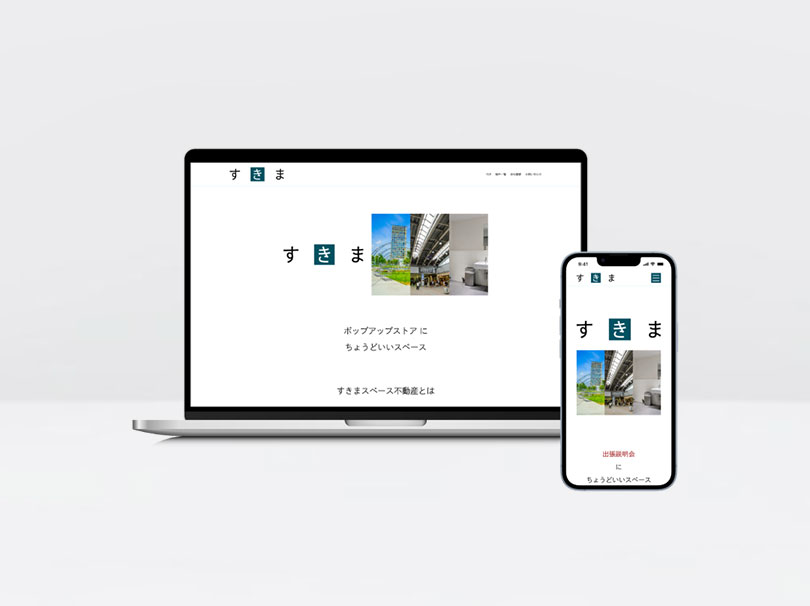 す き ま
す き ま
ポップアップストア に
ちょうどいいスペース
すきまスペース不動産とは
9:41
す き ま
す き ま
出張説明会
に
ちょうどいいスペース